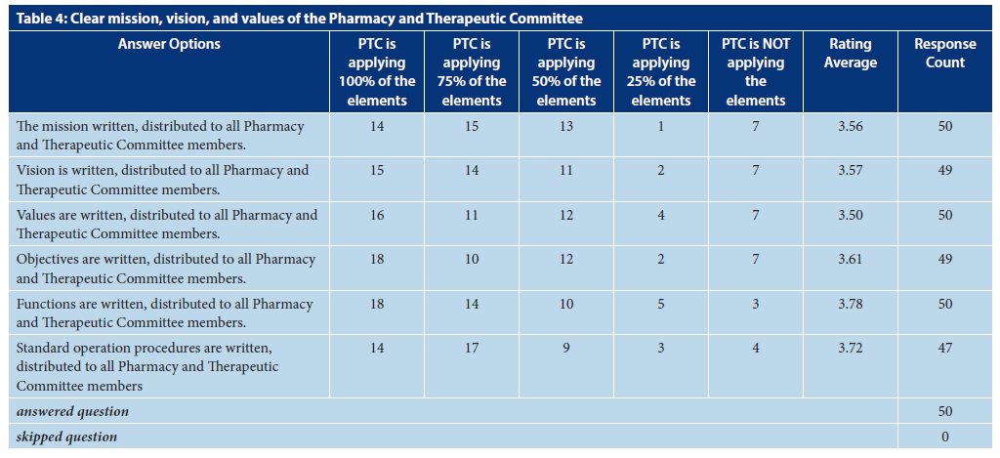 Table 4: Clear mission, vision, and values of the Pharmacy and Therapeutic Committee
Answer Options
PTC is
applying
100% of the
elements
PTC is
applying
75% of the
elements
PTC is
applying
50% of the
elements
PTC is
applying
25% of the
elements
PTC is NOT
applying
the
elements
Rating
Average
Response
Count
The mission written, distributed to all Pharmacy
and Therapeutic Committee members.
14 15 13 1 7 3.56 50
Vision is written, distributed to all Pharmacy and
Therapeutic Committee members.
15 14 11 2 7 3.57 49
Values are written, distributed to all Pharmacy and
Therapeutic Committee members.
16 11 12 4 7 3.50 50
Objectives are written, distributed to all Pharmacy
and Therapeutic Committee members.
18 10 12 2 7 3.61 49
Functions are written, distributed to all Pharmacy
and Therapeutic Committee members.
18 14 10 5 3 3.78 50
Standard operation procedures are written,
distributed to all Pharmacy and Therapeutic
Committee members
14 17 9 3 4 3.72 47
answered question 50
skipped question 0